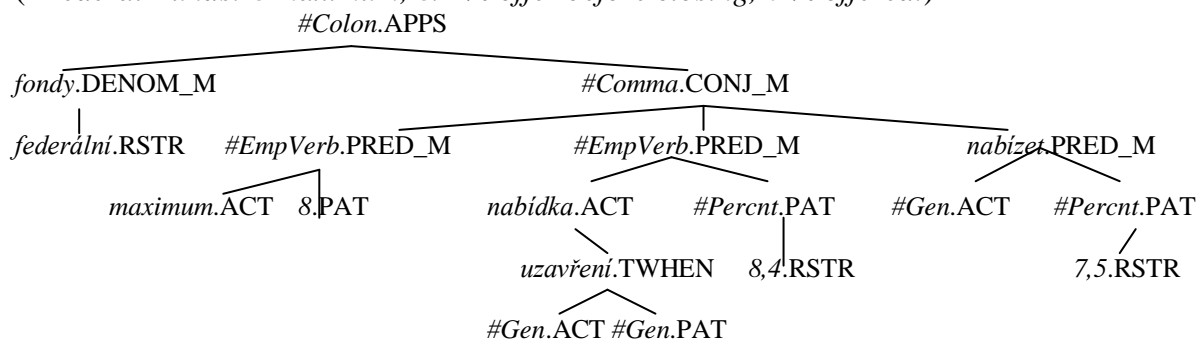 #Colon.APPS
fondy.DENOM_M #Comma.CONJ_M
federální.RSTR #EmpVerb.PRED_M #EmpVerb.PRED_M nabízet.PRED_M
maximum.ACT 8.PAT nabídka.ACT #Percnt.PAT #Gen.ACT #Percnt.PAT
uzavření.TWHEN 8,4.RSTR 7,5.RSTR
#Gen.ACT #Gen.PAT